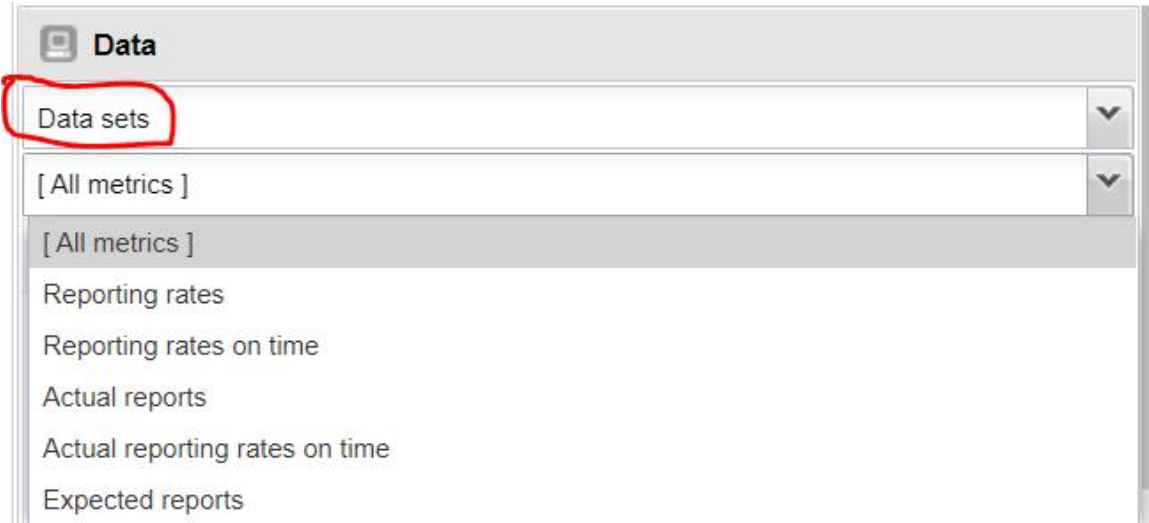 Data
Data sets
[ All metrics ]
[ All metrics ]
Reporting rates
Reporting rates on time
Actual reports
Actual reporting rates on time
Expected reports